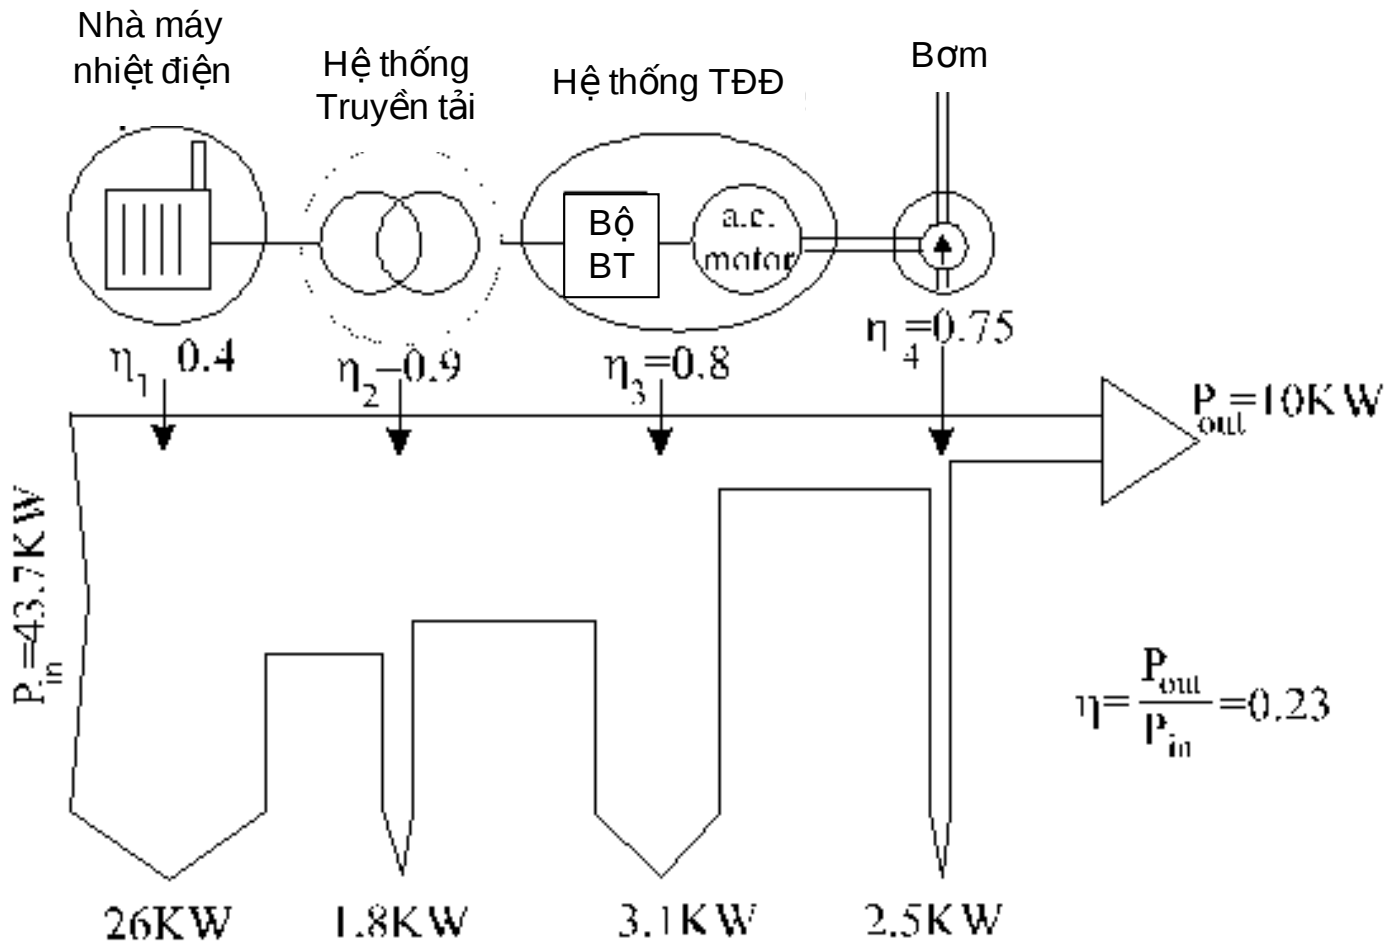 Nhà máy
nhiệt điện
Hệ thống
Truyền tải
Hệ thống TĐĐ
Bơm
Bộ
BT
a.c.
motor
η1 0.4
η2=0.9
η3=0.8
η4=0.75
Pout=10KW
Pin=43.7KW
η=Pout/Pin=0.23
26KW
1.8KW
3.1KW
2.5KW